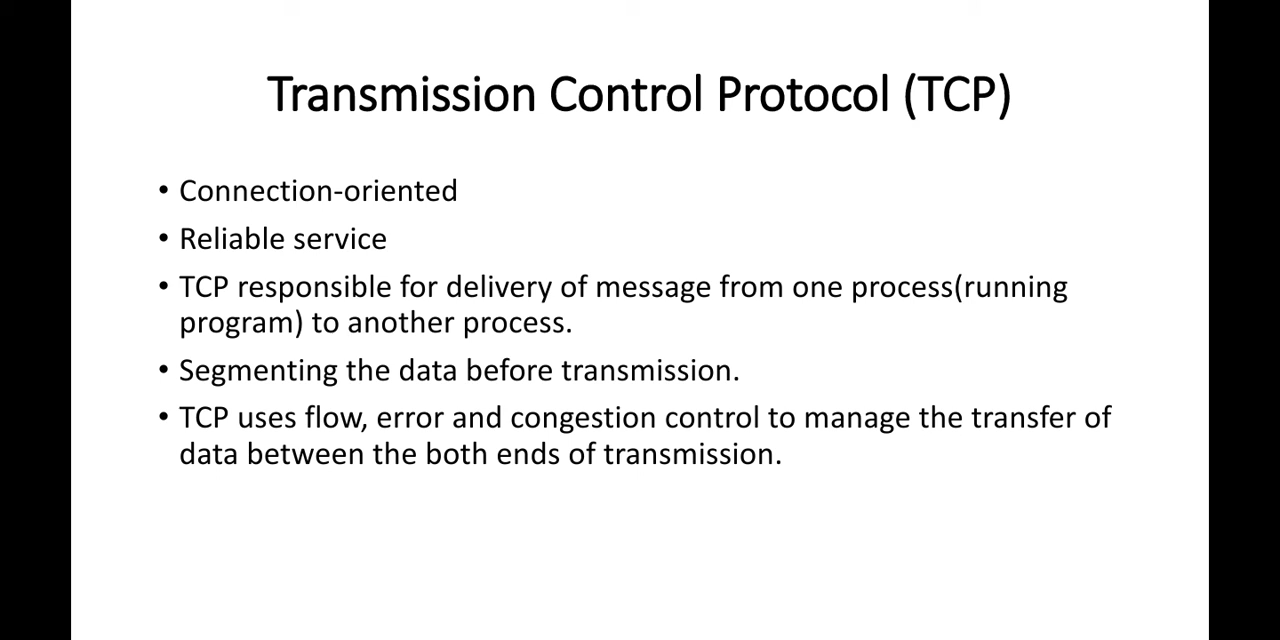 Transmission Control Protocol (TCP)
• Connection-oriented
• Reliable service
• TCP responsible for delivery of message from one process(running
program) to another process.
• Segmenting the data before transmission.
• TCP uses flow, error and congestion control to manage the transfer of
data between the both ends of transmission.